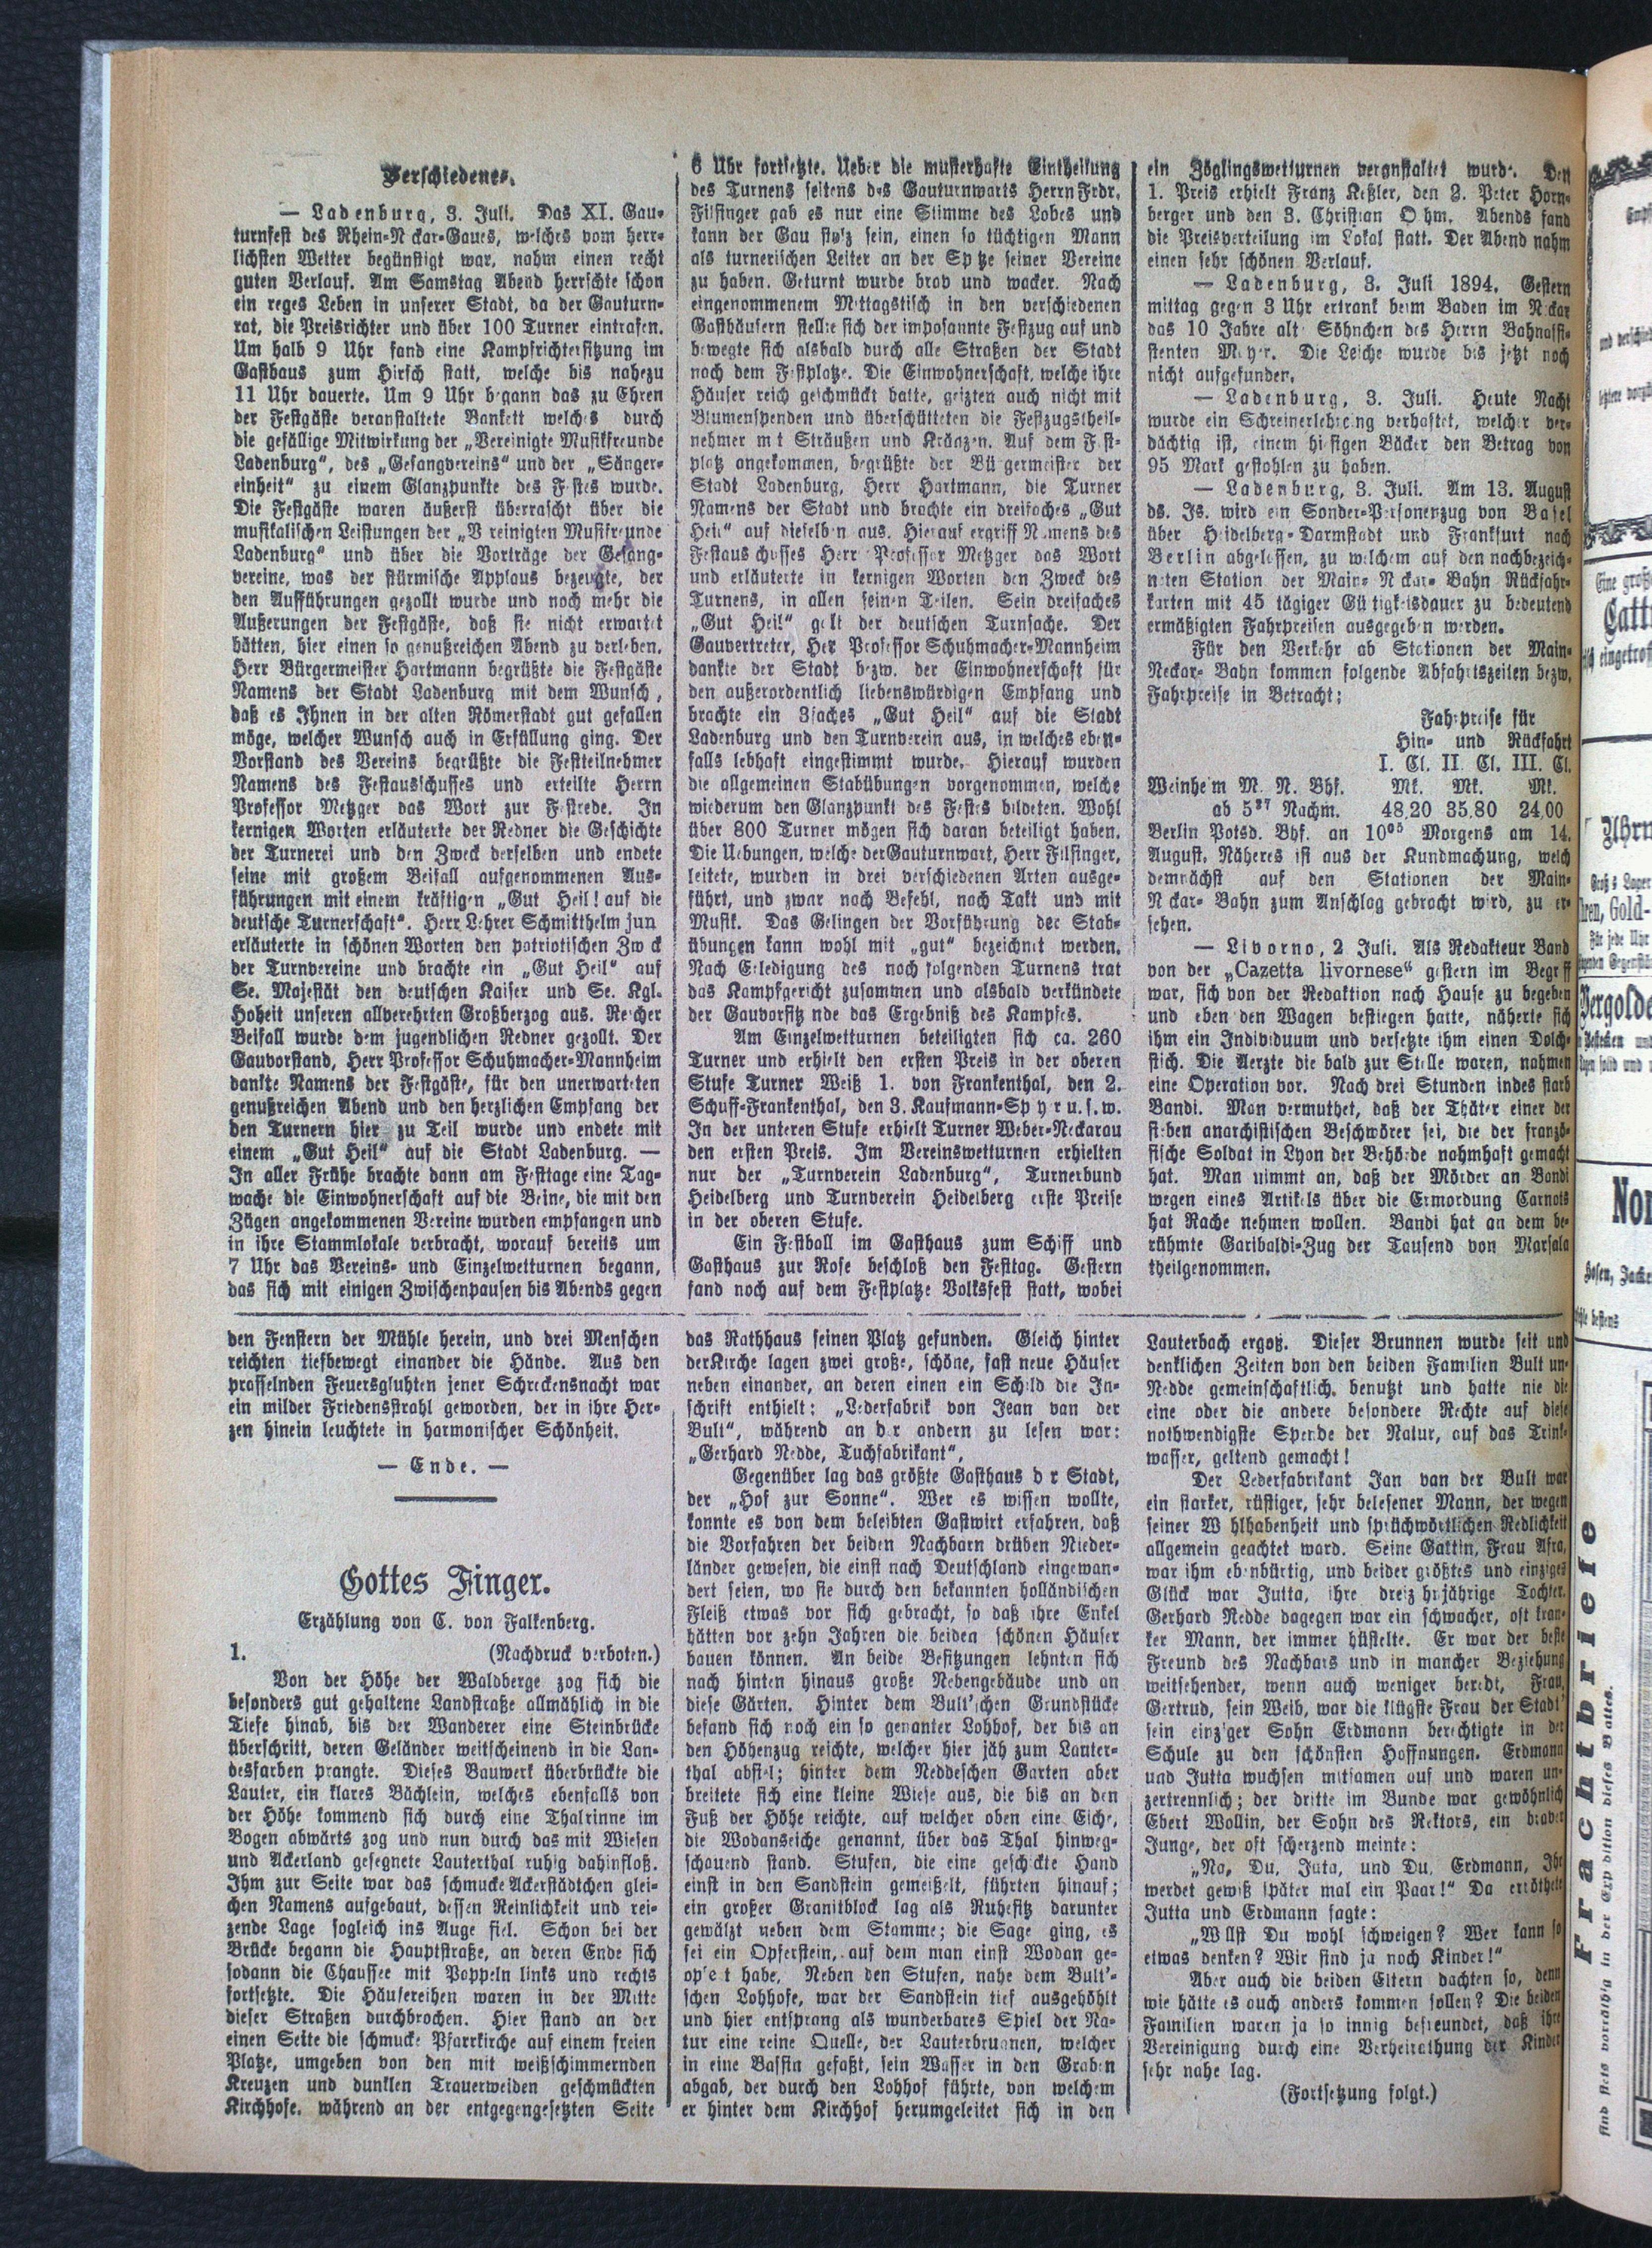 Verschiedenes.
— Ladenburg, 3. Juli. Das XI. Gau-
turnfest des Rhein-N ckar-Gaues, welches vom herr-
lichsten Wetter begünstigt war, nahm einen recht
guten Verlauf. Am Samstag Abend herrschte schon
ein reges Leben in unserer Stadt, da der Gauturn-
rat, die Preisrichter und über 100 Turner eintrafen.
Um halb 9 Uhr fand eine Kampfrichtersitzung im
Gasthaus zum Hirsch statt, welche bis nahezu
11 Uhr dauerte. Um 9 Uhr begann das zu Ehren
der Festgäste veranstaltete Bankett welches durch
die gefällige Mitwirkung der „Vereinigte Musikfreunde
Ladenburg“, des „Gesangvereins“ und der „Sänger-
einheit“ zu einem Glanzpunkte des Festes wurde.
Die Festgäste waren äußerst überrascht über die
musikalischen Leistungen der „V reinigten Musikfreunde
Ladenburg“ und über die Vorträge der Gesang-
vereine, was der stürmische Applaus bezeugte, der
den Aufführungen gezollt wurde und noch mehr die
Äußerungen der Festgäste, daß sie nicht erwartet
hätten, hier einen so genußreichen Abend zu verleben.
Herr Bürgermeister Hartmann begrüßte die Festgäste
Namens der Stadt Ladenburg mit dem Wunsch,
daß es Ihnen in der alten Römerstadt gut gefallen
möge, welcher Wunsch auch in Erfüllung ging. Der
Vorstand des Vereins begrüßte die Festteilnehmer
Namens des Festausschusses und erteilte Herrn
Professor Metzger das Wort zur Festrede. In
kernigen Worten erläuterte der Redner die Geschichte
der Turnerei und den Zweck derselben und endete
seine mit großem Beifall aufgenommenen Aus-
führungen mit einem kräftigen „Gut Heil! auf die
deutsche Turnerschaft“. Herr Lehrer Schmitthelm jun
erläuterte in schönen Worten den patriotischen Zw ck
der Turnvereine und brachte ein „Gut Heil“ auf
Se. Majestät den deutschen Kaiser und Se. Kgl.
Hoheit unseren allverehrten Großherzog aus. Reicher
Beifall wurde dem jugendlichen Redner gezollt. Der
Gauvorstand, Herr Professor Schuhmacher-Mannheim
dankte Namens der Festgäste, für den unerwarteten
genußreichen Abend und den herzlichen Empfang der
den Turnern hier zu Teil wurde und endete mit
einem „Gut Heil“ auf die Stadt Ladenburg. —
In aller Frühe brachte dann am Festtage eine Tag-
wache die Einwohnerschaft auf die Beine, die mit den
Zügen angekommenen Vereine wurden empfangen und
in ihre Stammlokale verbracht, worauf bereits um
7 Uhr das Vereins- und Einzelwetturnen begann,
das sich mit einigen Zwischenpausen bis Abends gegen
6 Uhr fortsetzte. Ueber die musterhafte Eintheilung
des Turnens seitens des Gauturnwarts Herrn Frdr.
Filsinger gab es nur eine Stimme des Lobes und
kann der Gau stolz sein, einen so tüchtigen Mann
als turnerischen Leiter an der Sp tze seiner Vereine
zu haben. Geturnt wurde brav und wacker. Nach
eingenommenem Mittagstisch in den verschiedenen
Gasthäusern stellte sich der imposannte Festzug auf und
bewegte sich alsbald durch alle Straßen der Stadt
nach dem Festplatze. Die Einwohnerschaft, welche ihre
Häuser reich geschmückt hatte, geizten auch nicht mit
Blumenspenden und überschütteten die Festzugstheil-
nehmer m t Sträußen und Kränzen. Auf dem Fest-
platz angekommen, begrüßte der Bü germeister der
Stadt Ladenburg, Herr Hartmann, die Turner
Namens der Stadt und brachte ein dreifaches „Gut
Heil“ auf dieselben aus. Hierauf ergriff Namens des
Festaus chusses Herr Professor Metzger das Wort
und erläuterte in kernigen Worten den Zweck des
Turnens, in allen seinen Teilen. Sein dreifaches
„Gut Heil“ galt der deutschen Turnsache. Der
Gauvertreter, Her Professor Schuhmacher-Mannheim
dankte der Stadt bezw. der Einwohnerschaft für
den außerordentlich liebenswürdigen Empfang und
brachte ein 3faches „Gut Heil“ auf die Stadt
Ladenburg und den Turnverein aus, in welches eben-
falls lebhaft eingestimmt wurde. Hierauf wurden
die allgemeinen Stabübungen vorgenommen, welche
wiederum den Glanzpunkt des Festes bildeten. Wohl
über 800 Turner mögen sich daran beteiligt haben.
Die Uebungen, welche der Gauturnwart, Herr Filsinger,
leitete, wurden in drei verschiedenen Arten ausge-
führt, und zwar nach Befehl, nach Takt und mit
Musik. Das Gelingen der Vorführung der Stab-
übungen kann wohl mit „gut“ bezeichnet werden.
Nach Erledigung des noch folgenden Turnens trat
das Kampfgericht zusammen und alsbald verkündete
der Gauvorsitz nde das Ergebniß des Kampfes.
Am Einzelwetturnen beteiligten sich ca. 260
Turner und erhielt den ersten Preis in der oberen
Stufe Turner Weiß 1. von Frankenthal, den 2.
Schuff-Frankenthal, den 3. Kaufmann-Sp y r u. s. w.
In der unteren Stufe erhielt Turner Weber-Neckarau
den ersten Preis. Im Vereinswetturnen erhielten
nur der „Turnverein Ladenburg“, Turnerbund
Heidelberg und Turnverein Heidelberg erste Preise
in der oberen Stufe.
Ein Festball im Gasthaus zum Schiff und
Gasthaus zur Rose beschloß den Festtag. Gestern
fand noch auf dem Festplatze Volksfest statt, wobei
ein Zöglingswetturnen veranstaltet wurde. Den
1. Preis erhielt Franz Keßler, den 2. Peter Horn-
berger und den 3. Christian Ohm. Abends fand
die Preisverteilung im Lokal statt. Der Abend nahm
einen sehr schönen Verlauf.
— Ladenburg, 3. Juli 1894. Gestern
mittag gegen 3 Uhr ertrank beim Baden im Neckar
das 10 Jahre alte Söhnchen des Herrn Bahnassi-
stenten Meyer. Die Leiche wurde bis jetzt noch
nicht aufgefunden.
— Ladenburg, 3. Juli. Heute Nacht
wurde ein Schreinerlehrling verhaftet, welcher ver-
dächtig ist, einem hiesigen Bäcker den Betrag von
95 Mark gestohlen zu haben.
— Ladenburg, 3. Juli. Am 13. August
ds. Js. wird ein Sonder-Personenzug von Basel
über Heidelberg-Darmstadt und Frankfurt nach
Berlin abgelassen, zu welchem auf den nachbezeich-
neten Station der Main-Neckar-Bahn Rückfahr-
karten mit 45 tägiger Gü tigkeisdauer zu bedeutend
ermäßigten Fahrpreisen ausgegeben werden.
Für den Verkehr ab Stationen der Main-
Neckar-Bahn kommen folgende Abfahrtszeiten bezw.
Fahrpreise in Betracht:
Fahrpreise für
Hin- und Rückfahrt
I. Cl. II. Cl. III. Cl.
Weinheim M. N. Bhf. Mk. Mk. Mk.
ab 5³⁷ Nachm. 48,20 35,80 24,00
Berlin Potsd. Bhf. an 10⁰⁵ Morgens am 14.
August. Näheres ist aus der Kundmachung, welch
demnächst auf den Stationen der Main-
N ckar-Bahn zum Anschlag gebracht wird, zu er-
sehen.
— Livorno, 2 Juli. Als Redakteur Band
von der „Cazetta livornese“ gestern im Begr ff
war, sich von der Redaktion nach Hause zu begeben
und eben den Wagen bestiegen hatte, näherte sich
ihm ein Individuum und versetzte ihm einen Dolch-
stich. Die Aerzte die bald zur Stelle waren, nahmen
eine Operation vor. Nach drei Stunden indes starb
Bandi. Man vermuthet, daß der Thäter einer der
sieben anarchistischen Beschwörer sei, die der franzö-
sische Soldat in Lyon der Behörde nahmhaft gemacht
hat. Man nimmt an, daß der Mörder an Bandi
wegen eines Artikels über die Ermordung Carnots
hat Rache nehmen wollen. Bandi hat an dem be-
rühmte Garibaldi-Zug der Tausend von Marsala
theilgenommen.
den Fenstern der Mühle herein, und drei Menschen
reichten tiefbewegt einander die Hände. Aus den
prasselnden Feuersgluhten jener Schreckensnacht war
ein milder Friedensstrahl geworden, der in ihre Her-
zen hinein leuchtete in harmonischer Schönheit.
— Ende. —
Gottes Finger.
Erzählung von C. von Falkenberg.
1. (Nachdruck verboten.)
Von der Höhe der Waldberge zog sich die
besonders gut gehaltene Landstraße allmählich in die
Tiefe hinab, bis der Wanderer eine Steinbrücke
überschritt, deren Geländer weitscheinend in die Lan-
desfarben prangte. Dieses Bauwerk überbrückte die
Lauter, ein klares Bächlein, welches ebenfalls von
der Höhe kommend sich durch eine Thalrinne im
Bogen abwärts zog und nun durch das mit Wiesen
und Ackerland gesegnete Lauterthal ruhig dahinfloß.
Ihm zur Seite war das schmucke Ackerstädtchen glei-
chen Namens aufgebaut, dessen Reinlichkeit und rei-
zende Lage sogleich ins Auge fiel. Schon bei der
Brücke begann die Hauptstraße, an deren Ende sich
sodann die Chaussee mit Pappeln links und rechts
fortsetzte. Die Häuserreihen waren in der Mitte
dieser Straßen durchbrochen. Hier stand an der
einen Seite die schmucke Pfarrkirche auf einem freien
Platze, umgeben von den mit weißschimmernden
Kreuzen und dunklen Trauerweiden geschmückten
Kirchhofe, während an der entgegengesetzten Seite
das Rathhaus seinen Platz gefunden. Gleich hinter
der Kirche lagen zwei große, schöne, fast neue Häuser
neben einander, an deren einen ein Schild die In-
schrift enthielt: „Lederfabrik von Jean van der
Bult“, während an d r andern zu lesen war:
„Gerhard Nedde, Tuchfabrikant“,
Gegenüber lag das größte Gasthaus d r Stadt,
der „Hof zur Sonne“. Wer es wissen wollte,
konnte es von dem beleibten Gastwirt erfahren, daß
die Vorfahren der beiden Nachbarn drüben Nieder-
länder gewesen, die einst nach Deutschland eingewan-
dert seien, wo sie durch den bekannten holländischen
Fleiß etwas vor sich gebracht, so daß ihre Enkel
hätten vor zehn Jahren die beiden schönen Häuser
bauen können. An beide Besitzungen lehnten sich
nach hinten hinaus große Nebengebäude und an
diese Gärten. Hinter dem Bult'schen Grundstücke
befand sich noch ein so genanter Lohhof, der bis an
den Höhenzug reichte, welcher hier jäh zum Lauter-
thal abfiel; hinter dem Neddeschen Garten aber
breitete sich eine kleine Wiese aus, die bis an den
Fuß der Höhe reichte, auf welcher oben eine Eiche,
die Wodanseiche genannt, über das Thal hinweg-
schauend stand. Stufen, die eine geschickte Hand
einst in den Sandstein gemeißelt, führten hinauf;
ein großer Granitblock lag als Ruhesitz darunter
gewälzt neben dem Stamme; die Sage ging, es
sei ein Opferstein, auf dem man einst Wodan ge-
opfe t habe. Neben den Stufen, nahe dem Bult'-
schen Lohhofe, war der Sandstein tief ausgehöhlt
und hier entsprang als wunderbares Spiel der Na-
tur eine reine Quelle, der Lauterbrunnen, welcher
in eine Bassin gefaßt, sein Wasser in den Graben
abgab, der durch den Lohhof führte, von welchem
er hinter dem Kirchhof herumgeleitet sich in den
Lauterbach ergoß. Dieser Brunnen wurde seit und
denklichen Zeiten von den beiden Familien Bult un-
Nedde gemeinschaftlich benutzt und hatte nie die
eine oder die andere besondere Rechte auf diese
nothwendigste Spende der Natur, auf das Trink-
wasser, geltend gemacht!
Der Lederfabrikant Jan van der Bult war
ein starker, rüstiger, sehr belesener Mann, der wegen
seiner W hlhabenheit und sprüchwörtlichen Redlichkeit
allgemein geachtet ward. Seine Gattin, Frau Afra,
war ihm ebenbürtig, und beider größtes und einziges
Glück war Jutta, ihre dreiz hnjährige Tochter.
Gerhard Nedde dagegen war ein schwacher, oft kran-
ker Mann, der immer hüstelte. Er war der beste
Freund des Nachbars und in mancher Beziehung
weitsehender, wenn auch weniger beredt, Frau,
Gertrud, sein Weib, war die klügste Frau der Stadt
sein einz'ger Sohn Erdmann berechtigte in der
Schule zu den schönsten Hoffnungen. Erdmann
und Jutta wuchsen mitsamen auf und waren un-
zertrennlich; der dritte im Bunde war gewöhnlich
Ebert Wollin, der Sohn des Rektors, ein braver
Junge, der oft scherzend meinte:
„Na, Du, Juta, und Du, Erdmann, Ihr
werdet gewiß später mal ein Paar!“ Da erröthete
Jutta und Erdmann sagte:
„Willst Du wohl schweigen? Wer kann so
etwas denken? Wir sind ja noch Kinder!“
Aber auch die beiden Eltern dachten so, denn
wie hätte es auch anders kommen sollen? Die beiden
Familien waren ja so innig befreundet, daß ihre
Vereinigung durch eine Verheirathung der Kinder
sehr nahe lag.
(Fortsetzung folgt.)
Eine große
eingetrof
Gold-
Vergolde
Hosen, Jacken
bestens
Frachtbriefe
sind stets vorräthig in der Exp dition dieses B attes.